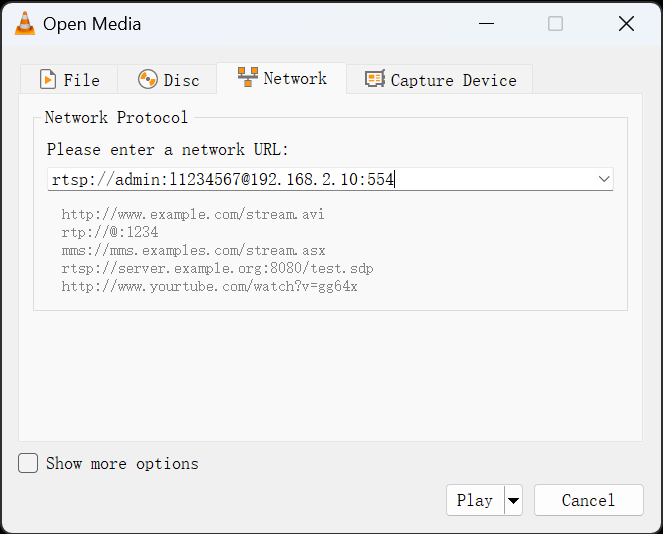 Open Media
File Disc Network Capture Device
Network Protocol
Please enter a network URL:
rtsp://admin:l1234567@192.168.2.10:554
http://www.example.com/stream.avi
rtp://@:1234
mms://mms.examples.com/stream.asx
rtsp://server.example.org:8080/test.sdp
http://www.yourtube.com/watch?v=gg64x
Show more options
Play Cancel